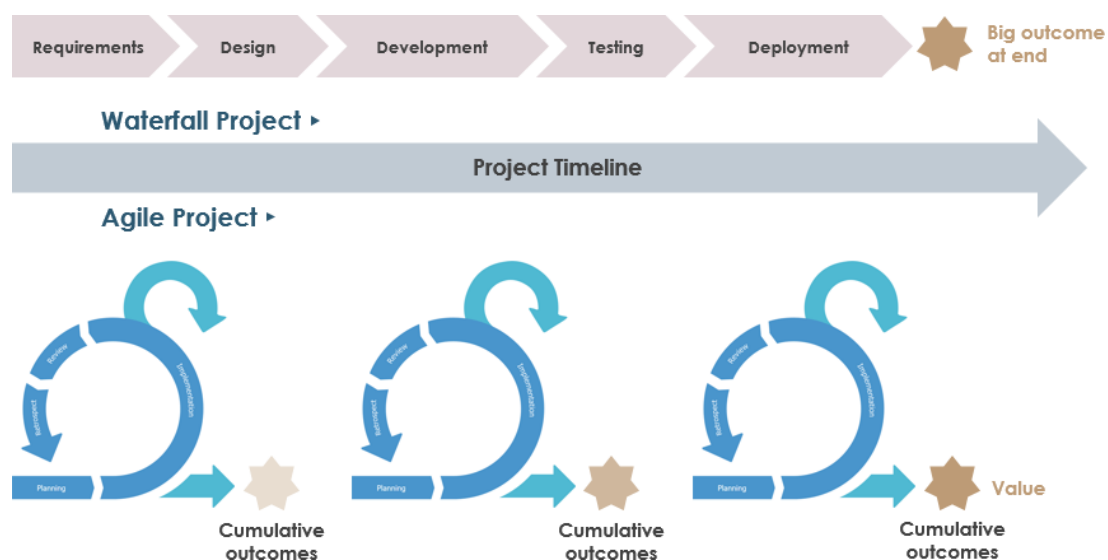 Requirements
Design
Development
Testing
Deployment
Big outcome
at end
Waterfall Project ▸
Project Timeline
Agile Project ▸
Review
Retrospect
Planning
Implementation
Cumulative
outcomes
Review
Retrospect
Planning
Implementation
Cumulative
outcomes
Review
Retrospect
Planning
Implementation
Value
Cumulative
outcomes